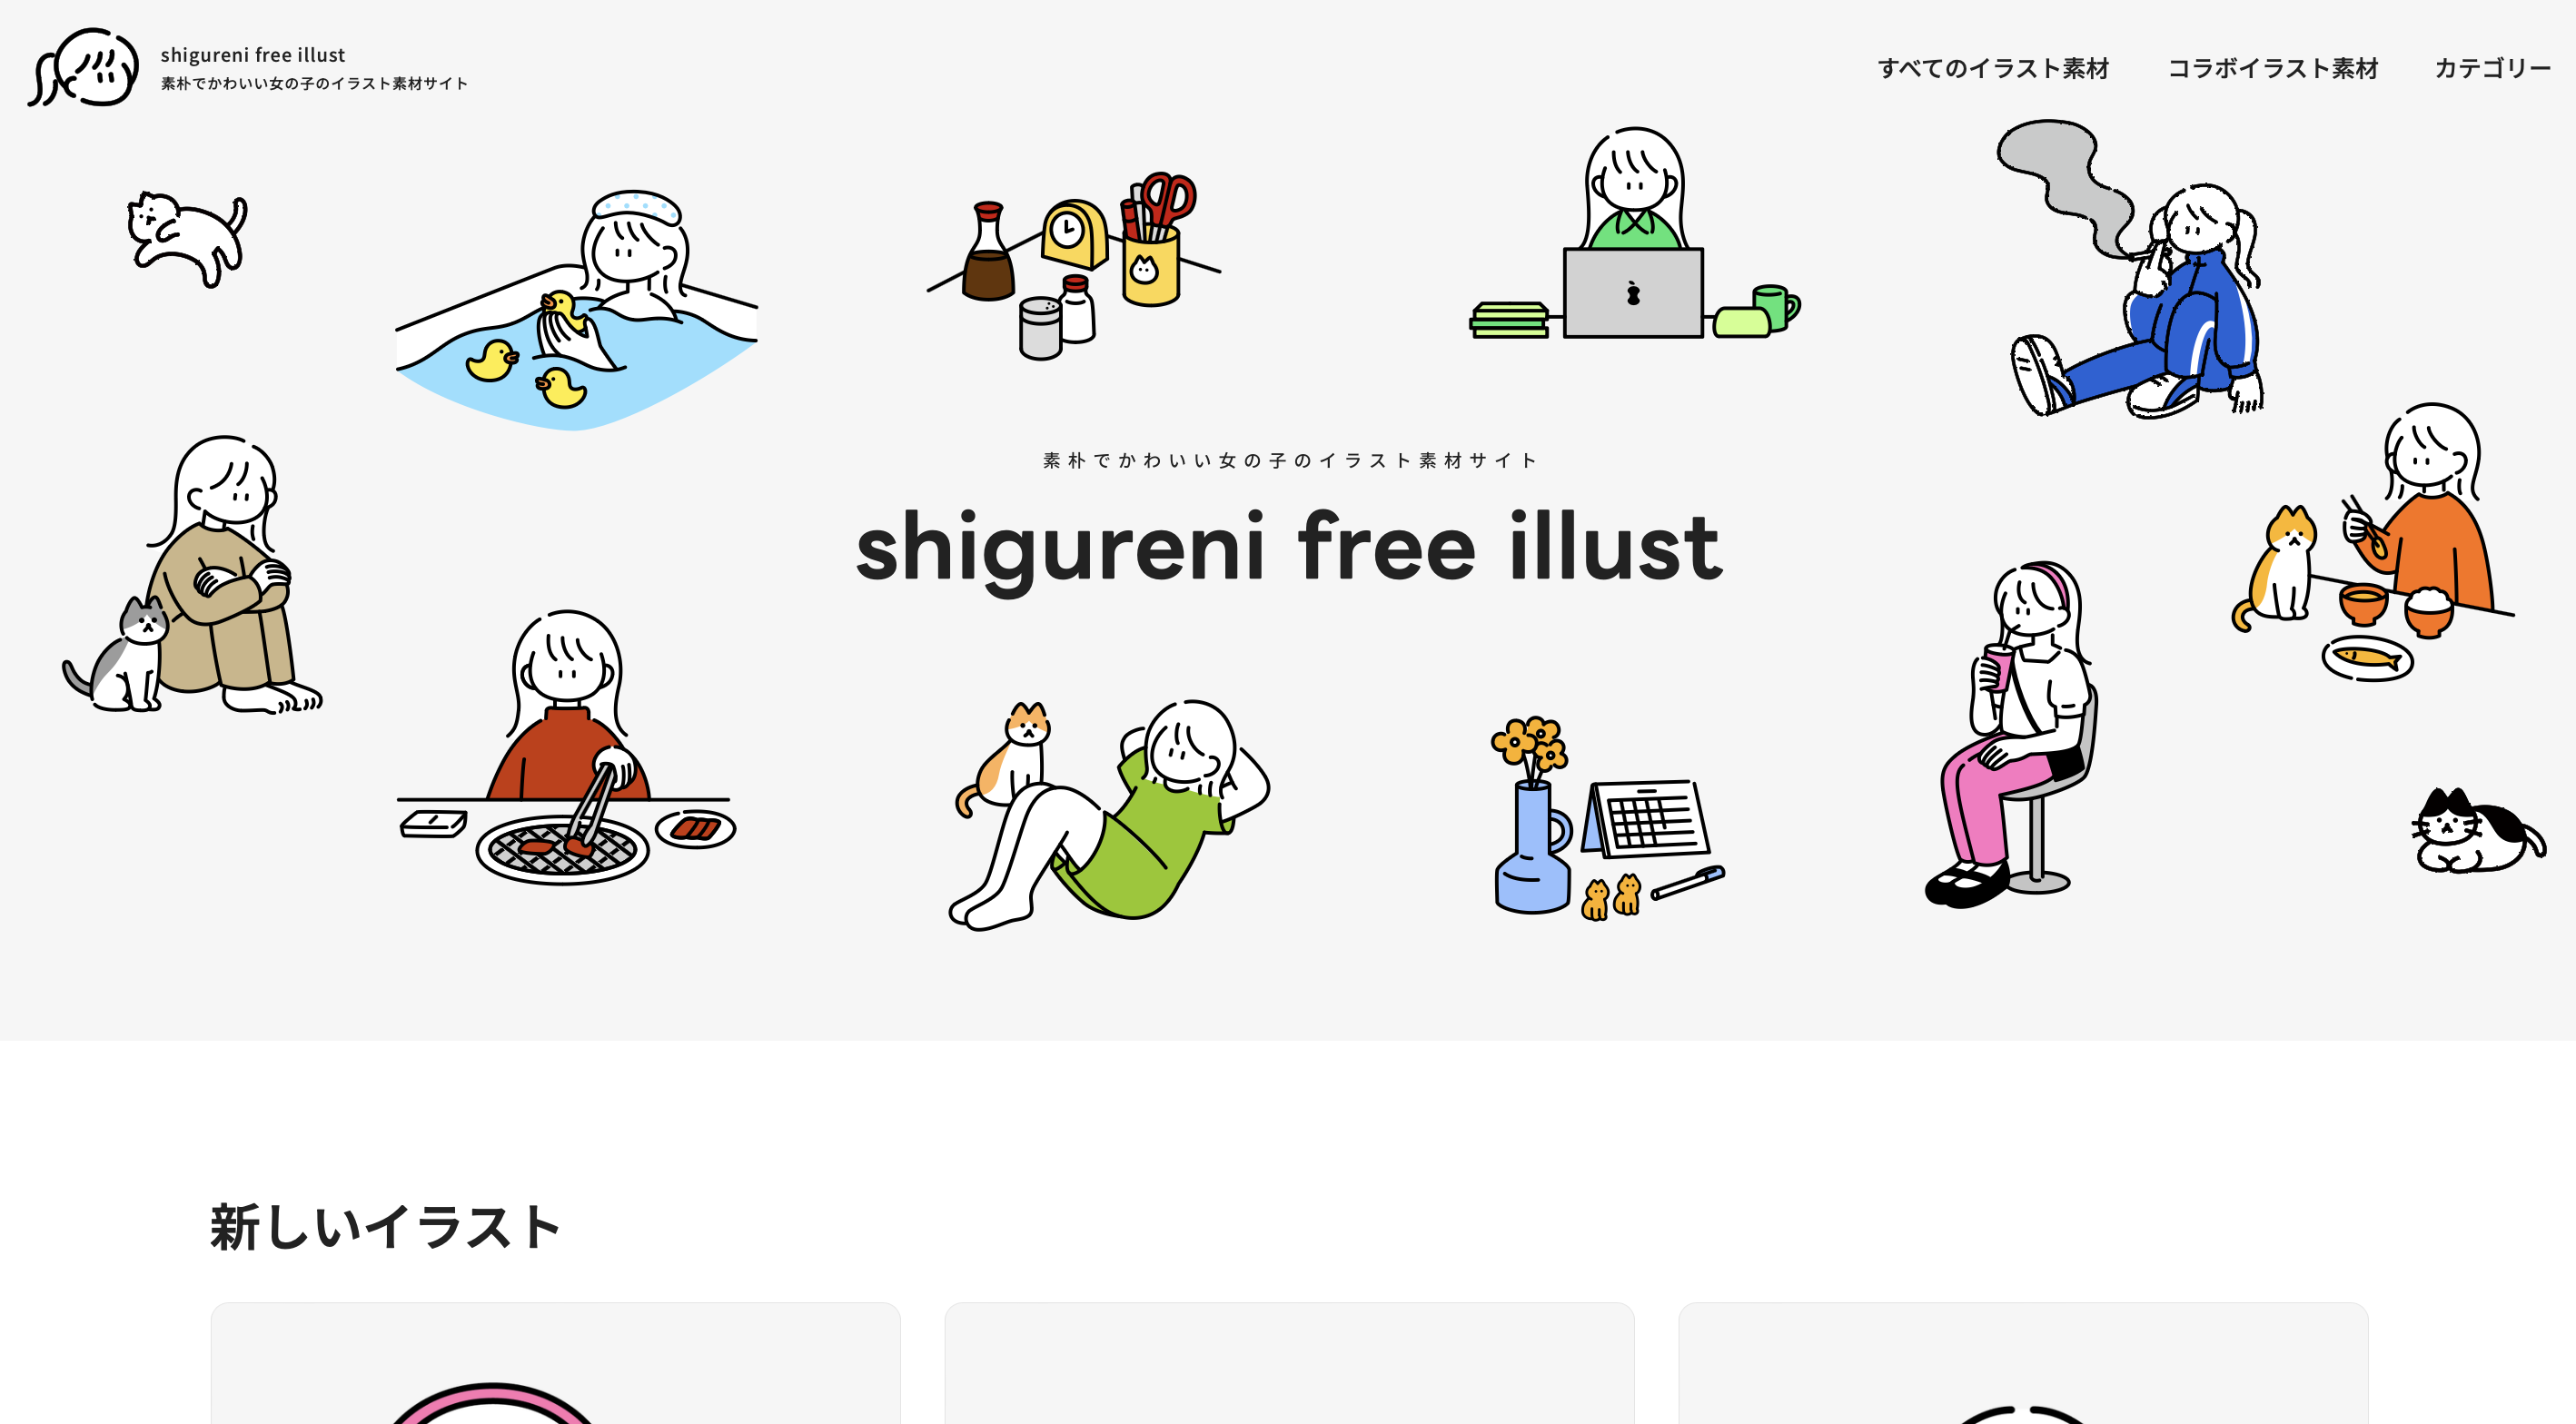 shigureni free illust
素朴でかわいい女の子のイラスト素材サイト
すべてのイラスト素材 コラボイラスト素材 カテゴリー
素朴でかわいい女の子のイラスト素材サイト
shigureni free illust
新しいイラスト